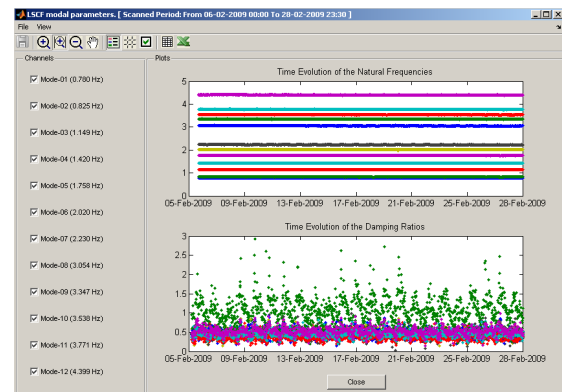 LSCF modal parameters. [ Scanned Period: From 06-02-2009 00:00 To 28-02-2009 23:30 ]
File View
Channels
Plots
Mode-01 (0.780 Hz)
Mode-02 (0.825 Hz)
Mode-03 (1.149 Hz)
Mode-04 (1.420 Hz)
Mode-05 (1.758 Hz)
Mode-06 (2.020 Hz)
Mode-07 (2.230 Hz)
Mode-08 (3.054 Hz)
Mode-09 (3.347 Hz)
Mode-10 (3.538 Hz)
Mode-11 (3.771 Hz)
Mode-12 (4.399 Hz)
Time Evolution of the Natural Frequencies
5
4
3
2
1
0
05-Feb-2009 09-Feb-2009 13-Feb-2009 17-Feb-2009 21-Feb-2009 25-Feb-2009 28-Feb-2009
Time Evolution of the Damping Ratios
3
2.5
2
1.5
1
0.5
0
05-Feb-2009 09-Feb-2009 13-Feb-2009 17-Feb-2009 21-Feb-2009 25-Feb-2009 28-Feb-2009
Close